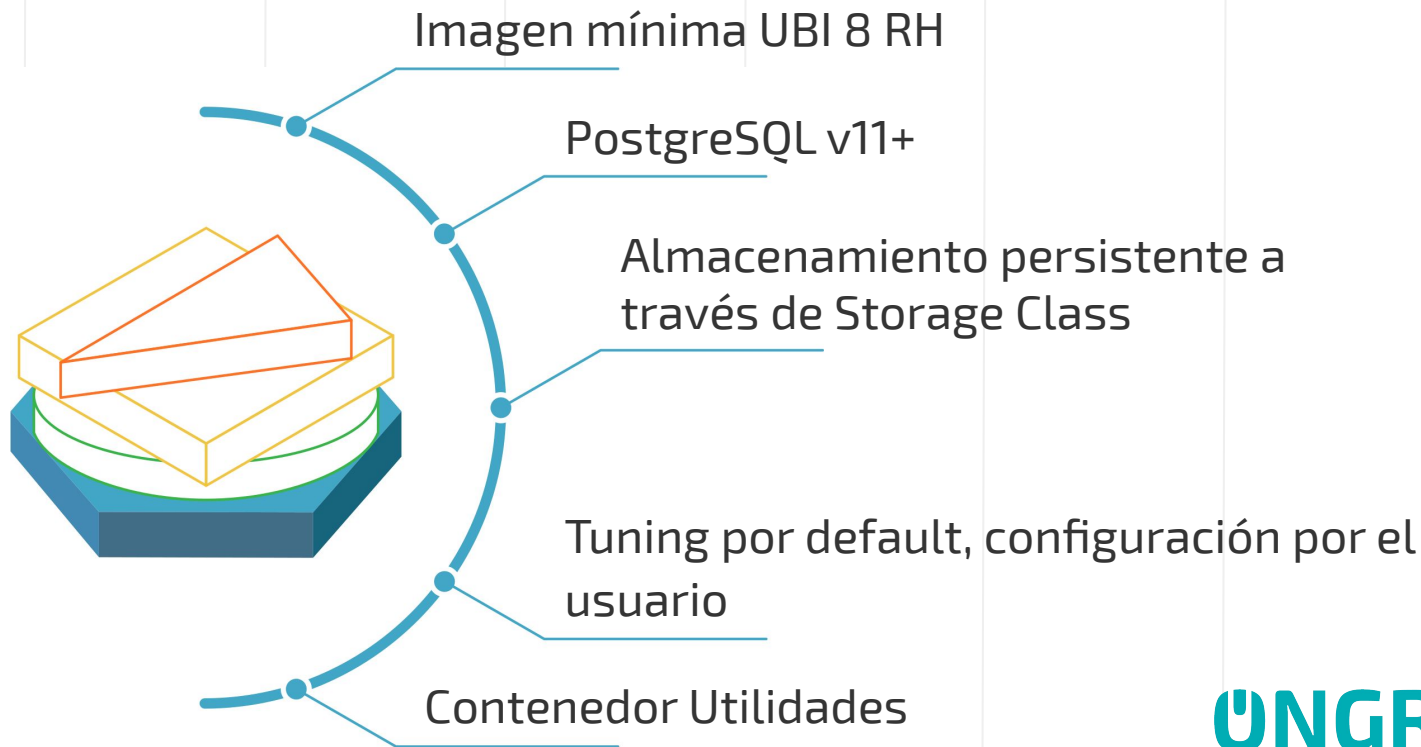 Imagen mínima UBI 8 RH
PostgreSQL v11+
Almacenamiento persistente a
través de Storage Class
Tuning por default, configuración por el
usuario
Contenedor Utilidades